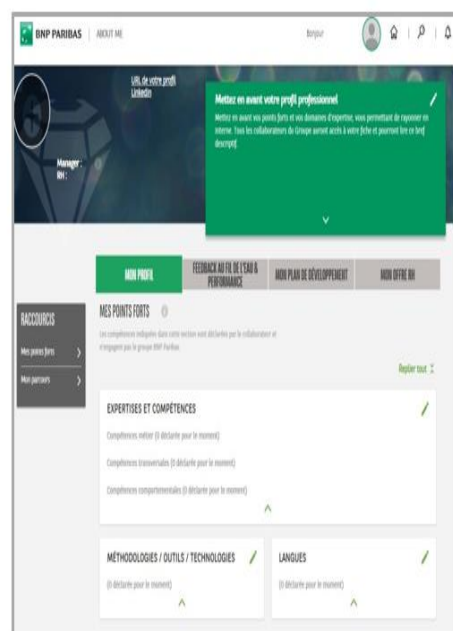 BNP PARIBAS | ABOUT ME
Bonjour
URL de votre profil
Linkedin
Manager :
RH :
Mettez en avant votre profil professionnel
Mettez en avant vos points forts et vos domaines d'expertise, vous permettant de rayonner en
interne. Tous les collaborateurs du Groupe auront accès à votre fiche et pourront lire en bref
descriptif.
MON PROFIL
FEEDBACK AU FIL DE L'EAU &
PERFORMANCE
MON PLAN DE DÉVELOPPEMENT
MON OFFRE RH
RACCOURCIS
Mes points forts
Mon parcours
MES POINTS FORTS
Les compétences indiquées dans cette section sont déclarées par le collaborateur et
n'engagent pas le groupe BNP Paribas.
Replier tout
EXPERTISES ET COMPÉTENCES
Compétences métier (0 déclarée pour le moment)
Compétences transversales (0 déclarée pour le moment)
Compétences comportementales (0 déclarée pour le moment)
MÉTHODOLOGIES / OUTILS / TECHNOLOGIES
(0 déclarée pour le moment)
LANGUES
(0 déclarée pour le moment)